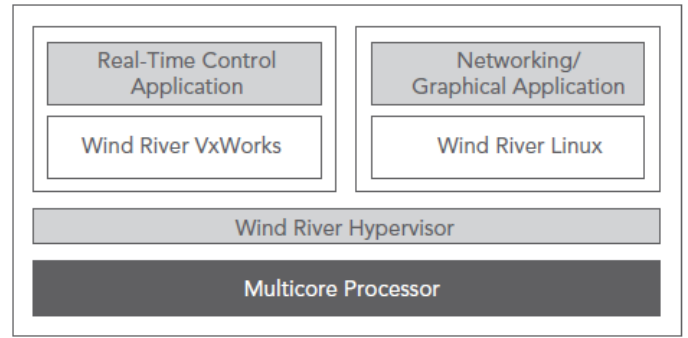 Real-Time Control
Application
Wind River VxWorks
Networking/
Graphical Application
Wind River Linux
Wind River Hypervisor
Multicore Processor